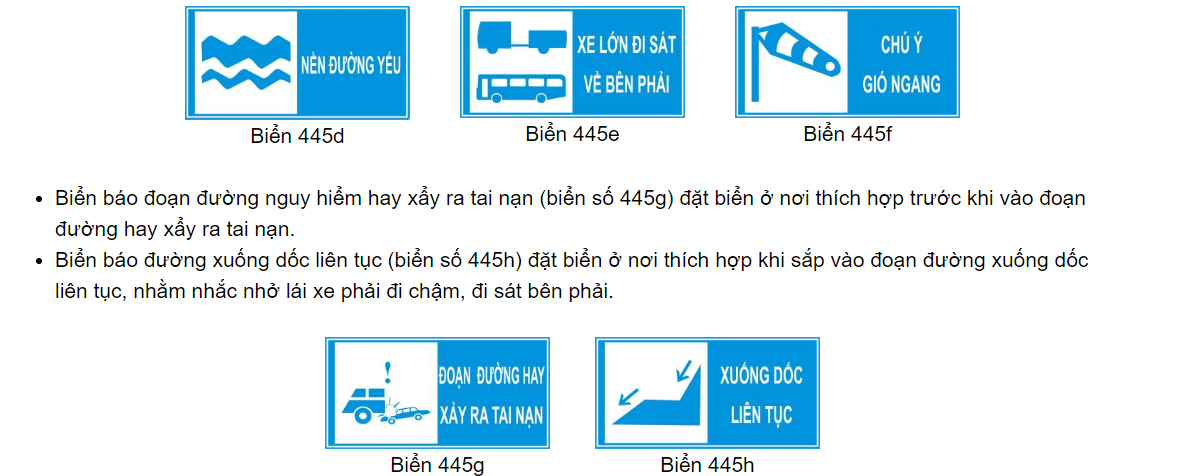 NỀN ĐƯỜNG YẾU
XE LỚN ĐI SÁT
VỀ BÊN PHẢI
CHÚ Ý
GIÓ NGANG
Biển 445d
Biển 445e
Biển 445f
• Biển báo đoạn đường nguy hiểm hay xẩy ra tai nạn (biển số 445g) đặt biển ở nơi thích hợp trước khi vào đoạn
đường hay xẩy ra tai nạn.
• Biển báo đường xuống dốc liên tục (biển số 445h) đặt biển ở nơi thích hợp khi sắp vào đoạn đường xuống dốc
liên tục, nhằm nhắc nhở lái xe phải đi chậm, đi sát bên phải.
!
ĐOẠN ĐƯỜNG HAY
XẢY RA TAI NẠN
XUỐNG DỐC
LIÊN TỤC
Biển 445g
Biển 445h